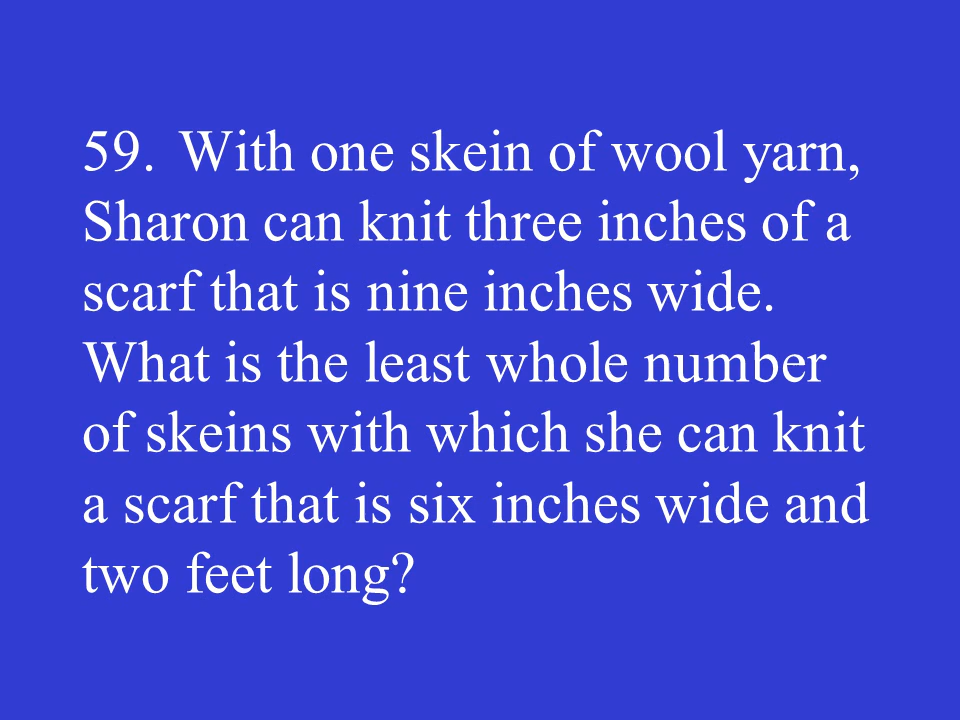 59. With one skein of wool yarn,
Sharon can knit three inches of a
scarf that is nine inches wide.
What is the least whole number
of skeins with which she can knit
a scarf that is six inches wide and
two feet long?